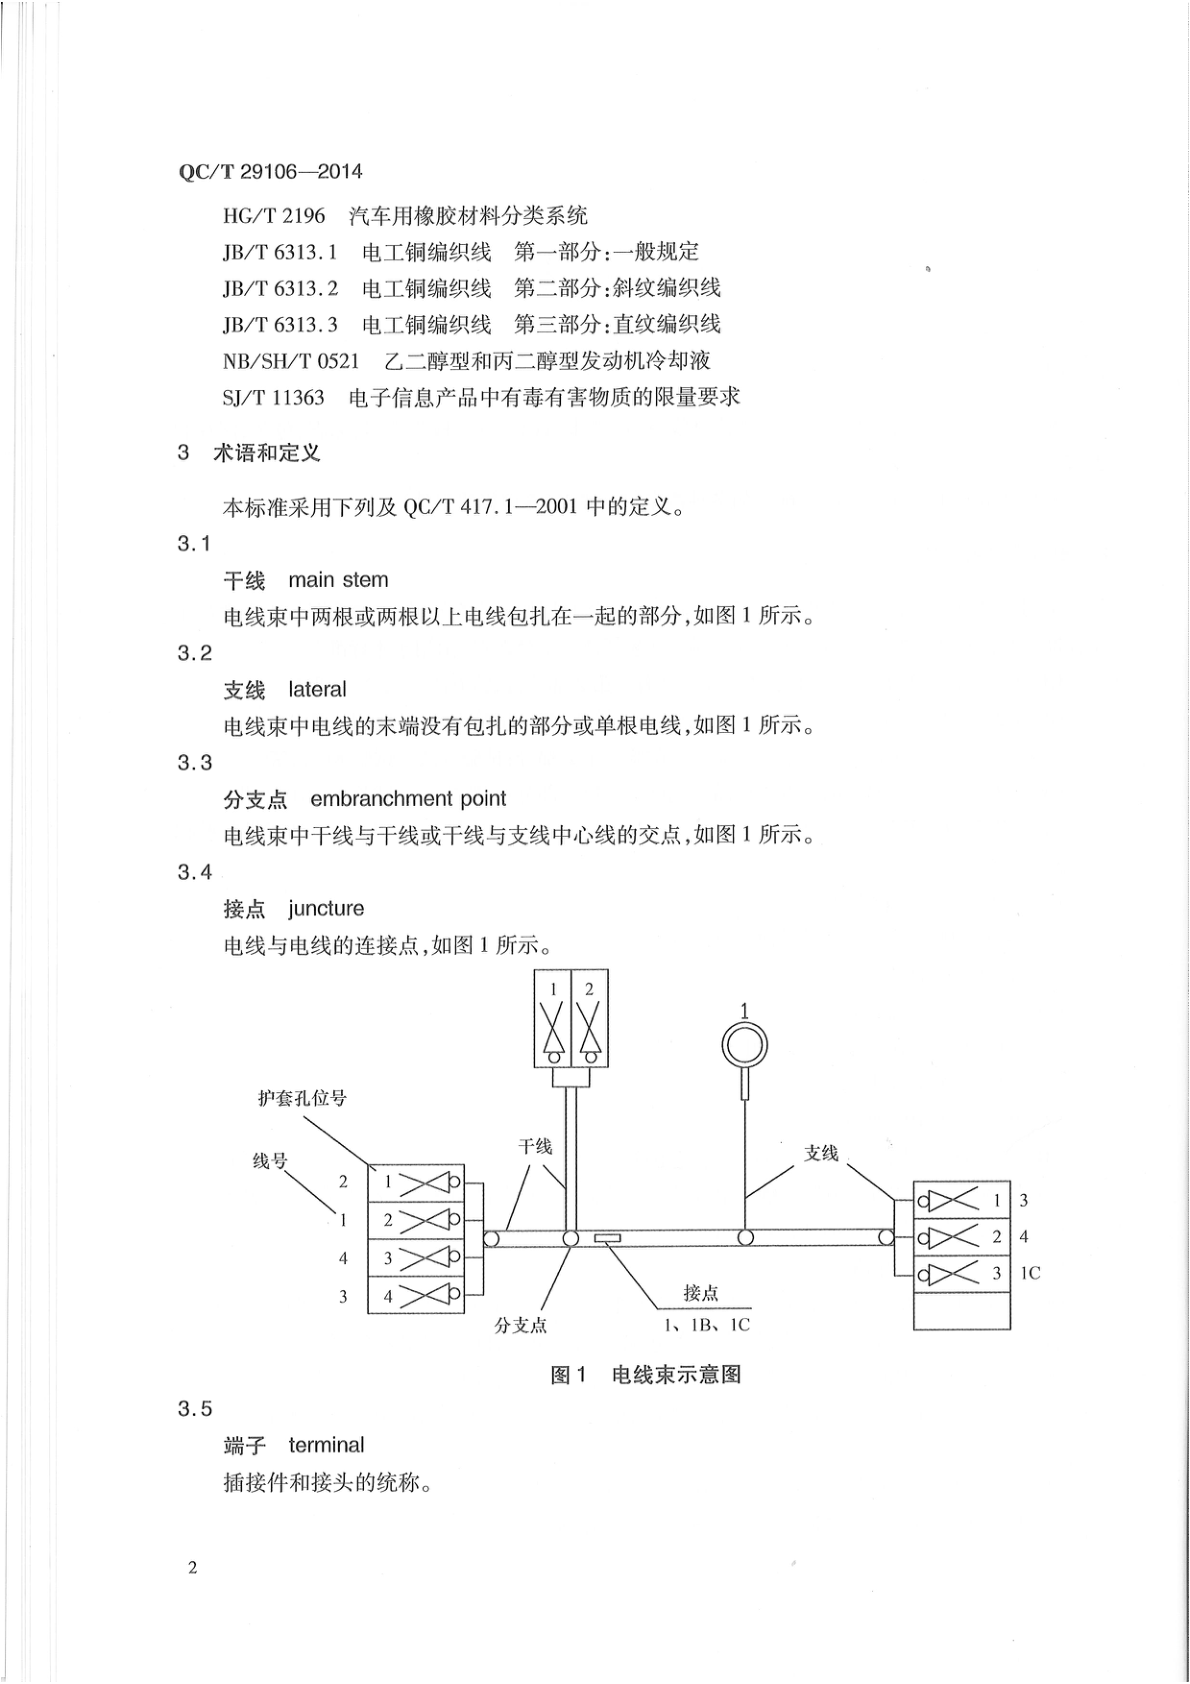 QC/T 29106—2014
HG/T 2196 汽车用橡胶材料分类系统
JB/T 6313.1 电工铜编织线 第一部分:一般规定
JB/T 6313.2 电工铜编织线 第二部分:斜纹编织线
JB/T 6313.3 电工铜编织线 第三部分:直纹编织线
NB/SH/T 0521 乙二醇型和丙二醇型发动机冷却液
SJ/T 11363 电子信息产品中有毒有害物质的限量要求
3 术语和定义
本标准采用下列及 QC/T 417.1—2001 中的定义。
3.1
干线 main stem
电线束中两根或两根以上电线包扎在一起的部分,如图 1 所示。
3.2
支线 lateral
电线束中电线的末端没有包扎的部分或单根电线,如图 1 所示。
3.3
分支点 embranchment point
电线束中干线与干线或干线与支线中心线的交点,如图 1 所示。
3.4
接点 juncture
电线与电线的连接点,如图 1 所示。
1 2
1
护套孔位号
干线
支线
线号
2 1
1 2
4 3
3 4
1 3
2 4
3 1C
接点
分支点
1、1B、1C
图 1 电线束示意图
3.5
端子 terminal
插接件和接头的统称。
2